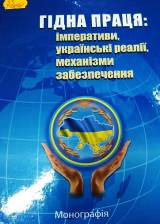 ГІДНА ПРАЦЯ:
імперативи,
українські реалії,
механізми
забезпечення
Монографія